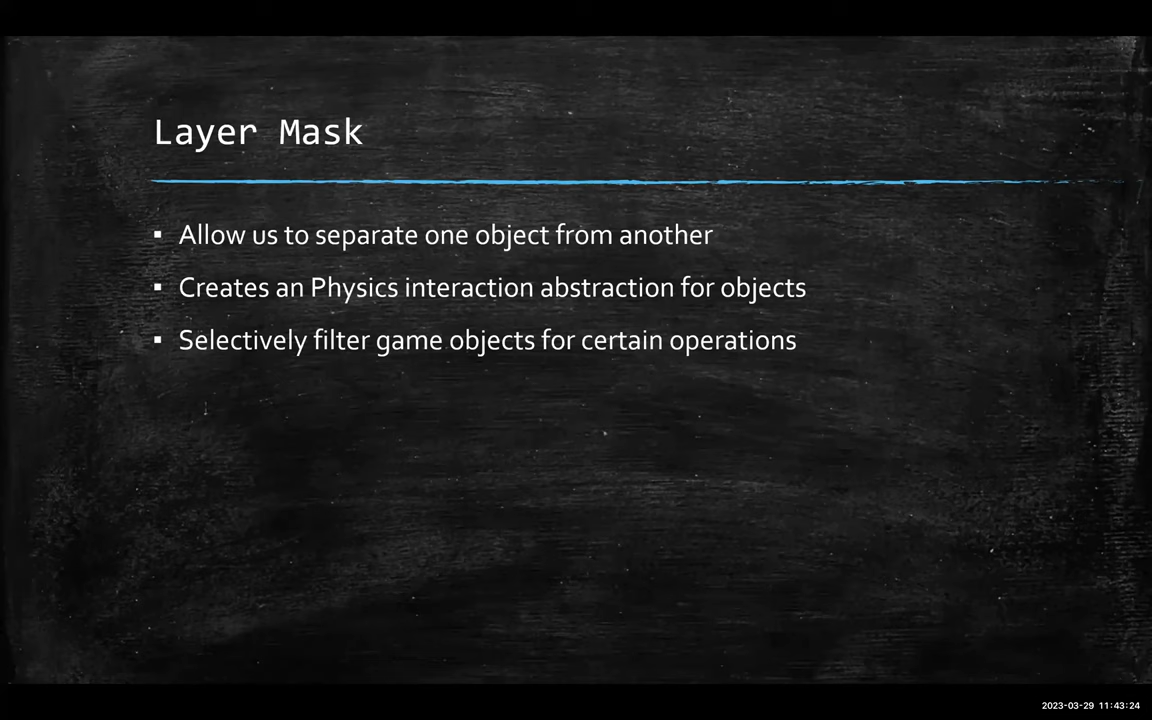 Layer Mask
▪ Allow us to separate one object from another
▪ Creates an Physics interaction abstraction for objects
▪ Selectively filter game objects for certain operations
2023-03-29 11:43:24